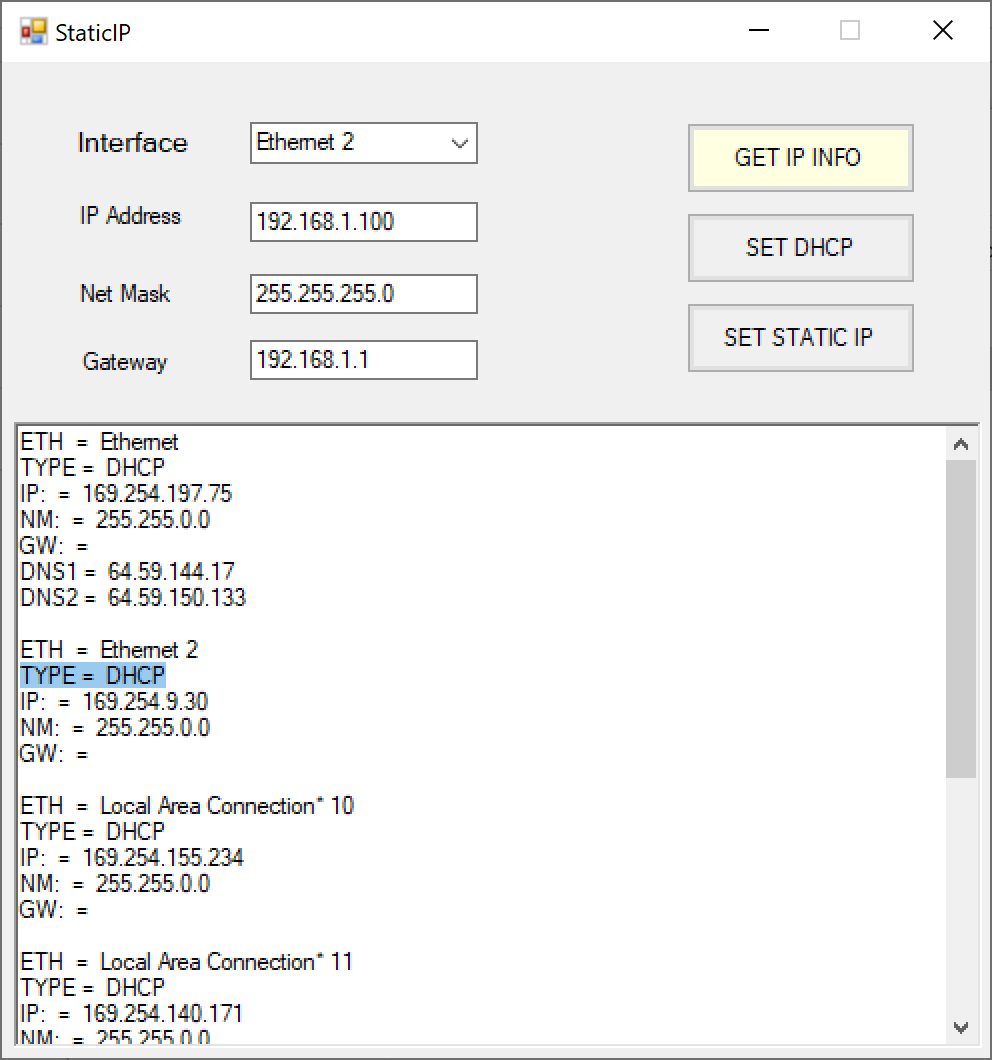 StaticIP
Interface
Ethernet 2
GET IP INFO
IP Address
192.168.1.100
SET DHCP
Net Mask
255.255.255.0
SET STATIC IP
Gateway
192.168.1.1
ETH = Ethernet
TYPE = DHCP
IP: = 169.254.197.75
NM: = 255.255.0.0
GW: =
DNS1 = 64.59.144.17
DNS2 = 64.59.150.133
ETH = Ethernet 2
TYPE = DHCP
IP: = 169.254.9.30
NM: = 255.255.0.0
GW: =
ETH = Local Area Connection* 10
TYPE = DHCP
IP: = 169.254.155.234
NM: = 255.255.0.0
GW: =
ETH = Local Area Connection* 11
TYPE = DHCP
IP: = 169.254.140.171
NM: = 255.255.0.0